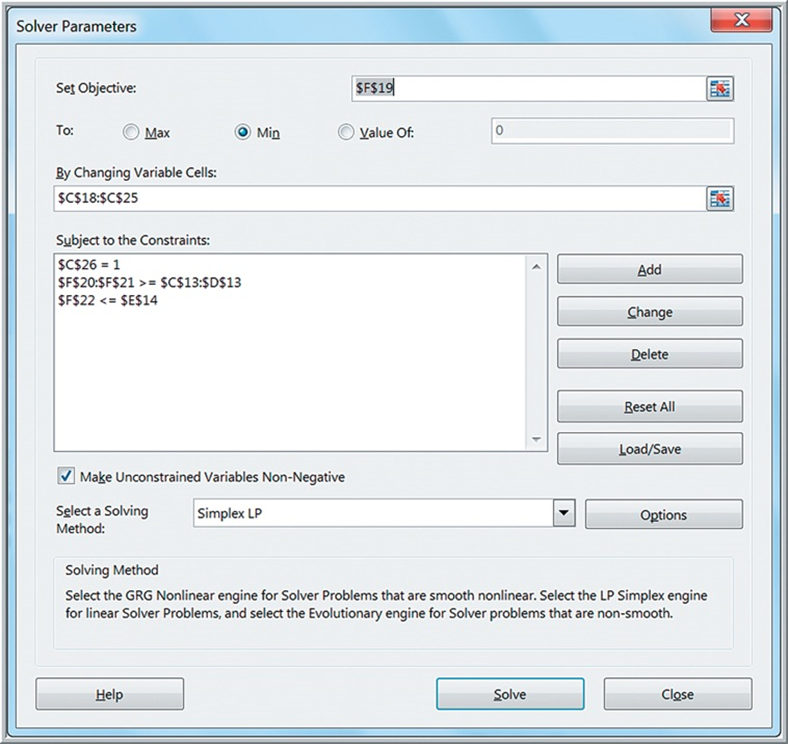 Solver Parameters
Set Objective: $F$19
To: Max Min Value Of: 0
By Changing Variable Cells:
$C$18:$C$25
Subject to the Constraints:
$C$26 = 1
$F$20:$F$21 >= $C$13:$D$13
$F$22 <= $E$14
Add
Change
Delete
Reset All
Load/Save
Make Unconstrained Variables Non-Negative
Select a Solving
Method:
Simplex LP
Options
Solving Method
Select the GRG Nonlinear engine for Solver Problems that are smooth nonlinear. Select the LP Simplex engine
for linear Solver Problems, and select the Evolutionary engine for Solver problems that are non-smooth.
Help
Solve
Close